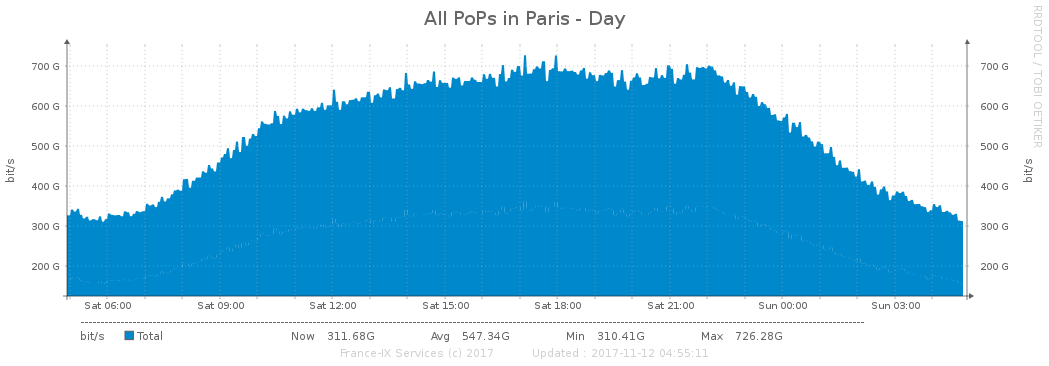 All PoPs in Paris - Day
RRDTOOL / TOBI OETIKER
700 G 700 G
600 G 600 G
500 G 500 G
400 G 400 G
300 G 300 G
200 G 200 G
bit/s bit/s
Sat 06:00 Sat 09:00 Sat 12:00 Sat 15:00 Sat 18:00 Sat 21:00 Sun 00:00 Sun 03:00
bit/s Total Now 311.68G Avg 547.34G Min 310.41G Max 726.28G
France-IX Services (c) 2017 Updated : 2017-11-12 04:55:11